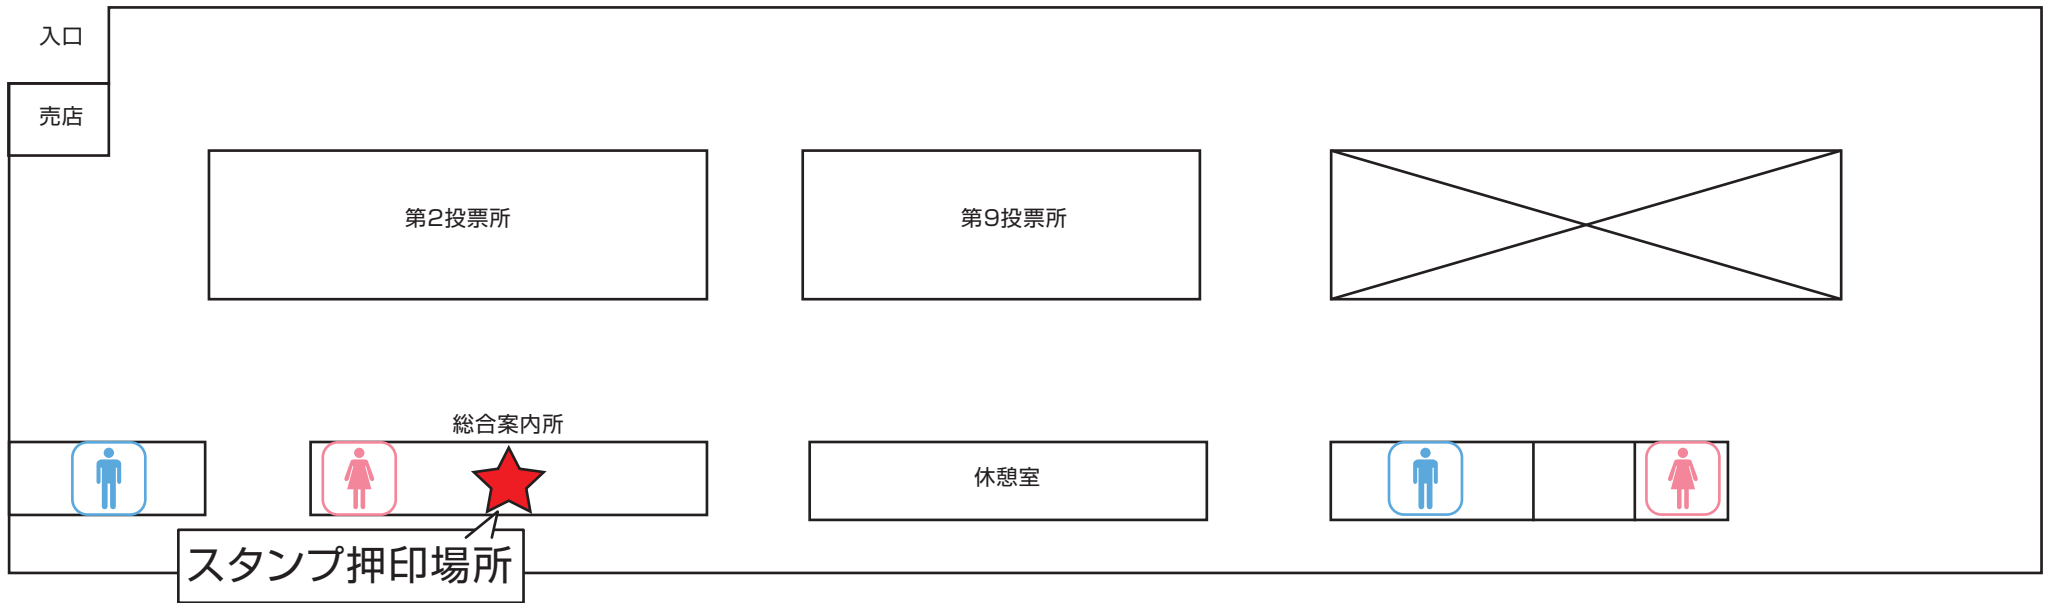 入口
売店
第2投票所
第9投票所
総合案内所
休憩室
スタンプ押印場所